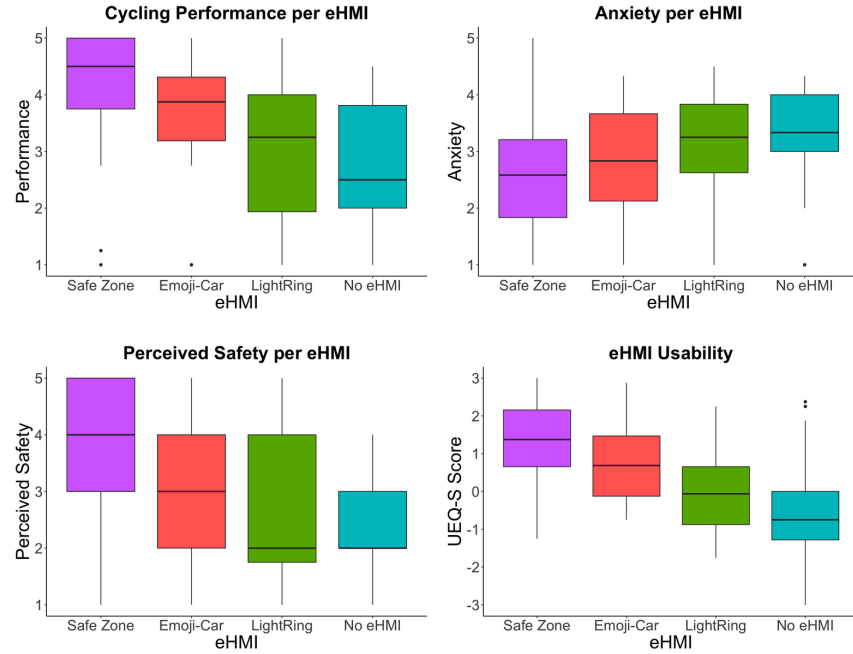 Cycling Performance per eHMI
Performance
5
4
3
2
1
Safe Zone Emoji-Car LightRing No eHMI
eHMI
Anxiety per eHMI
Anxiety
5
4
3
2
1
Safe Zone Emoji-Car LightRing No eHMI
eHMI
Perceived Safety per eHMI
Perceived Safety
5
4
3
2
1
Safe Zone Emoji-Car LightRing No eHMI
eHMI
eHMI Usability
UEQ-S Score
3
2
1
0
-1
-2
-3
Safe Zone Emoji-Car LightRing No eHMI
eHMI